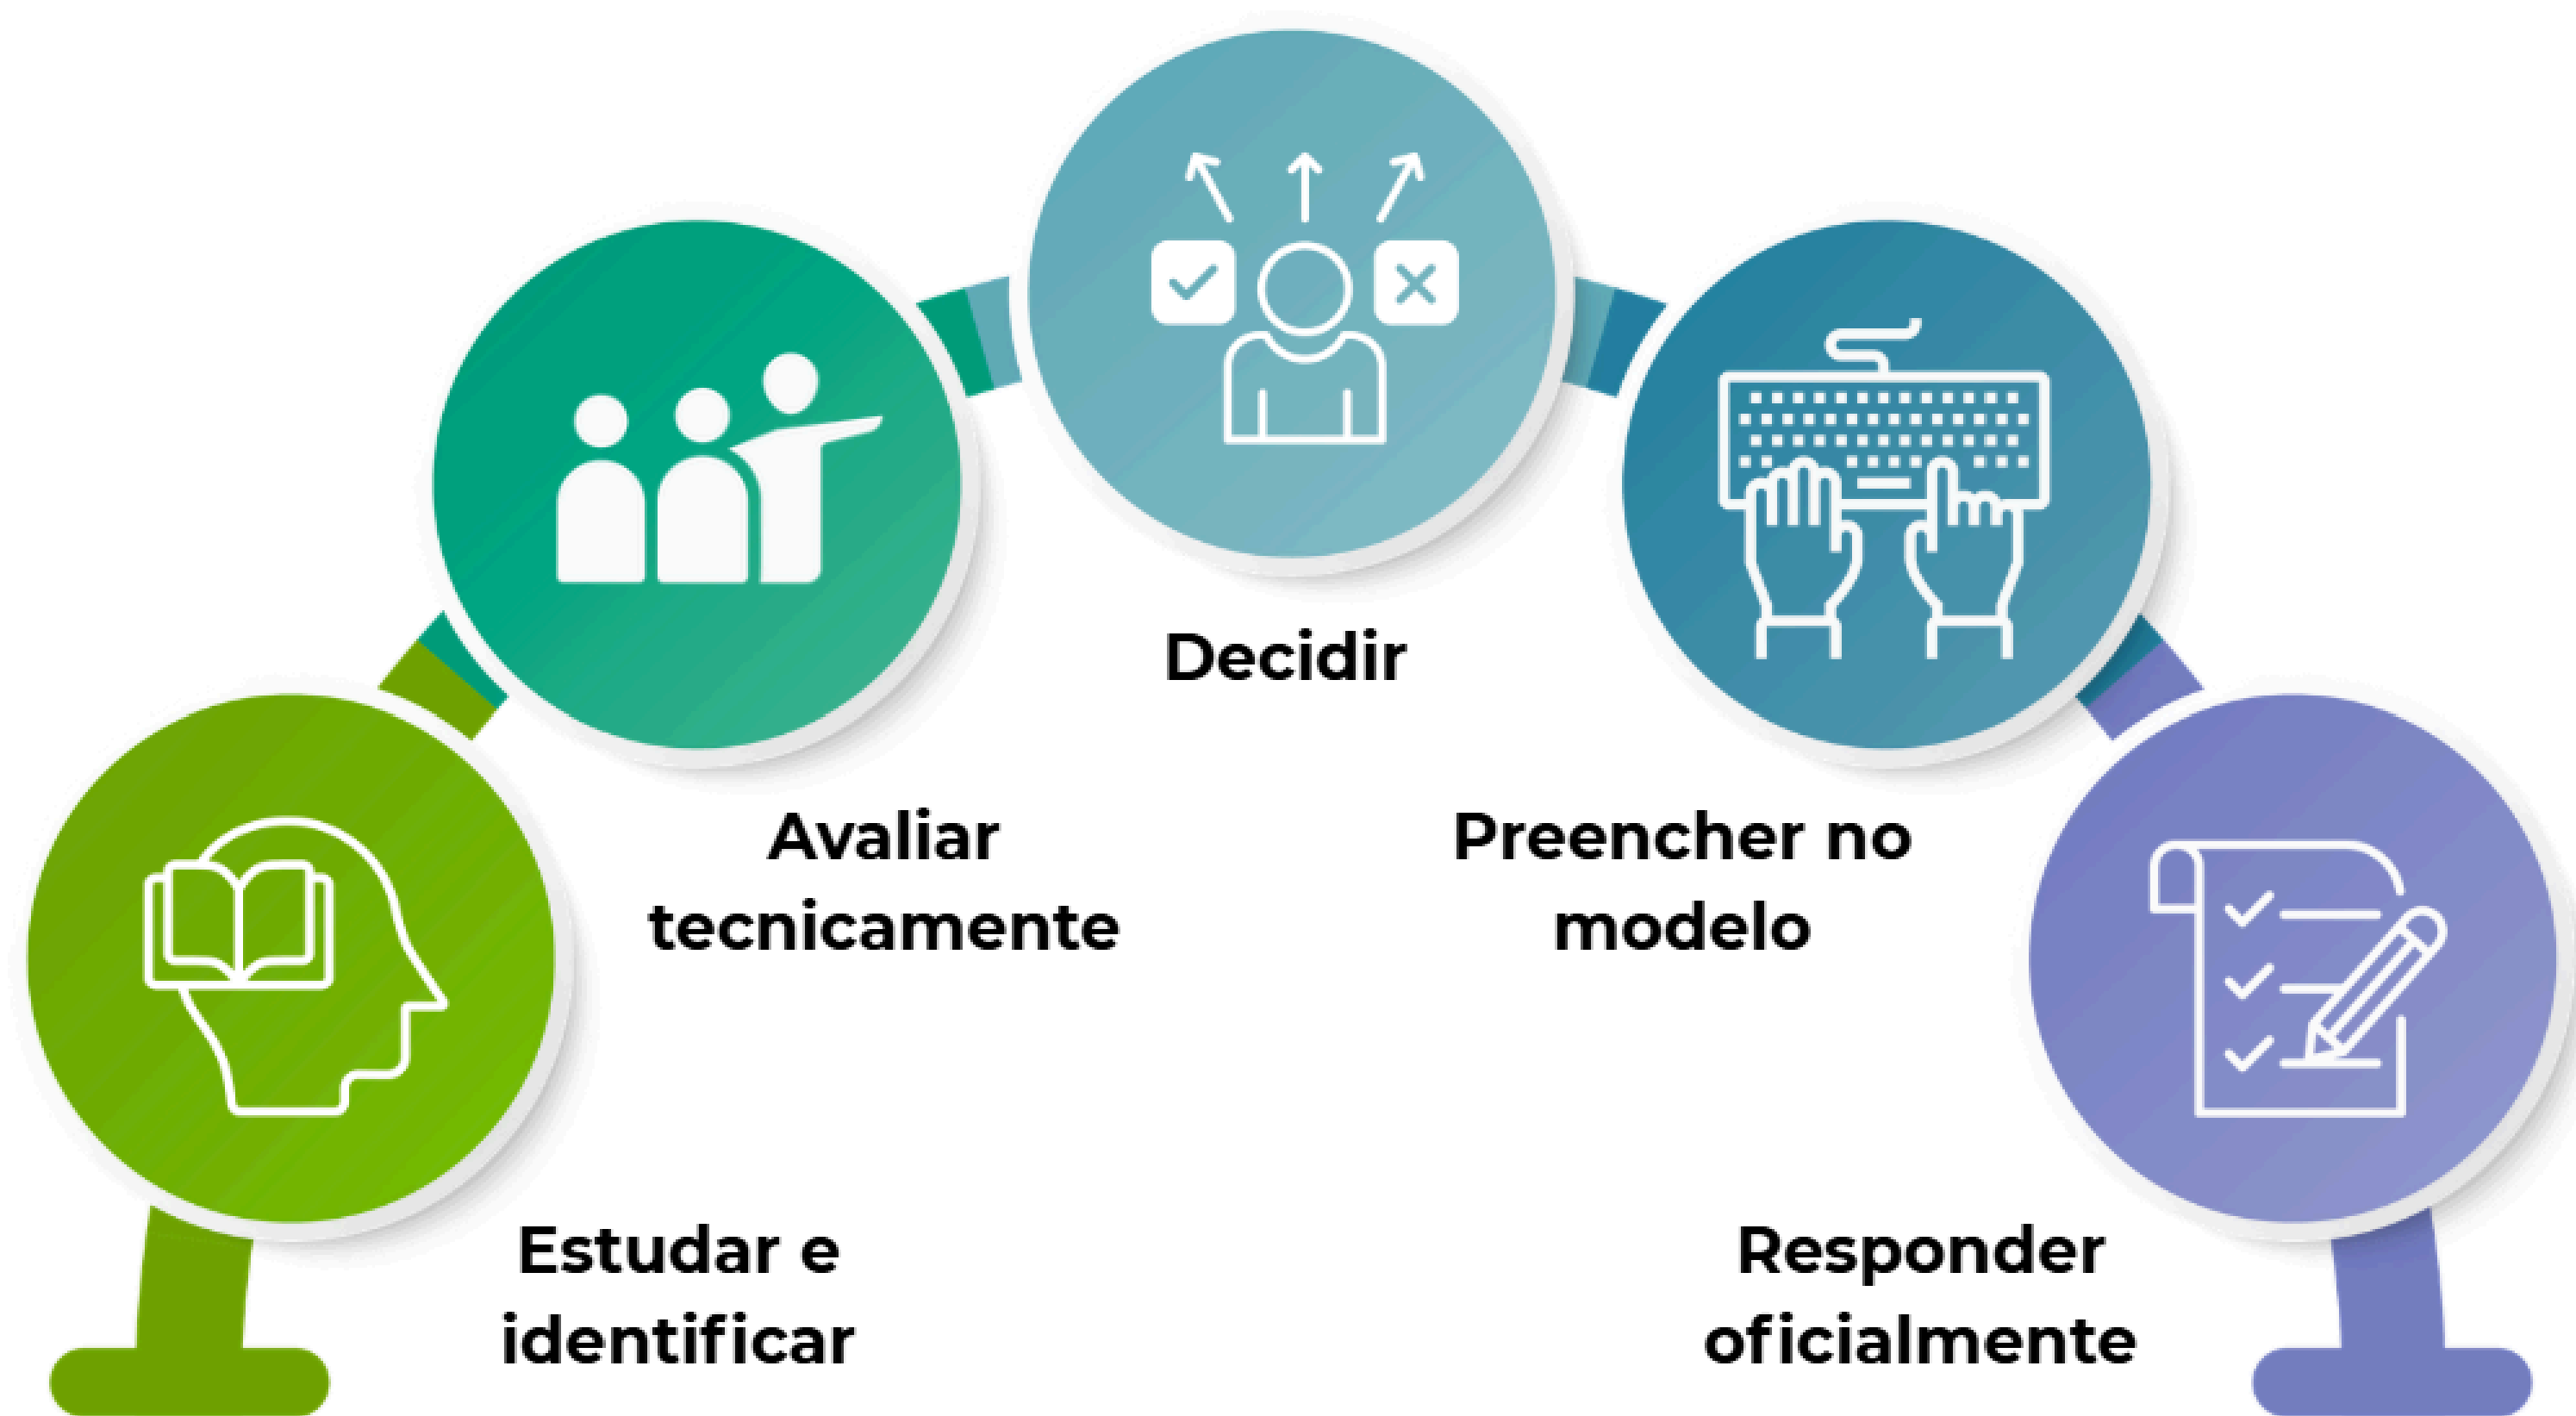 Estudar e
identificar
Avaliar
tecnicamente
Decidir
Preencher no
modelo
Responder
oficialmente